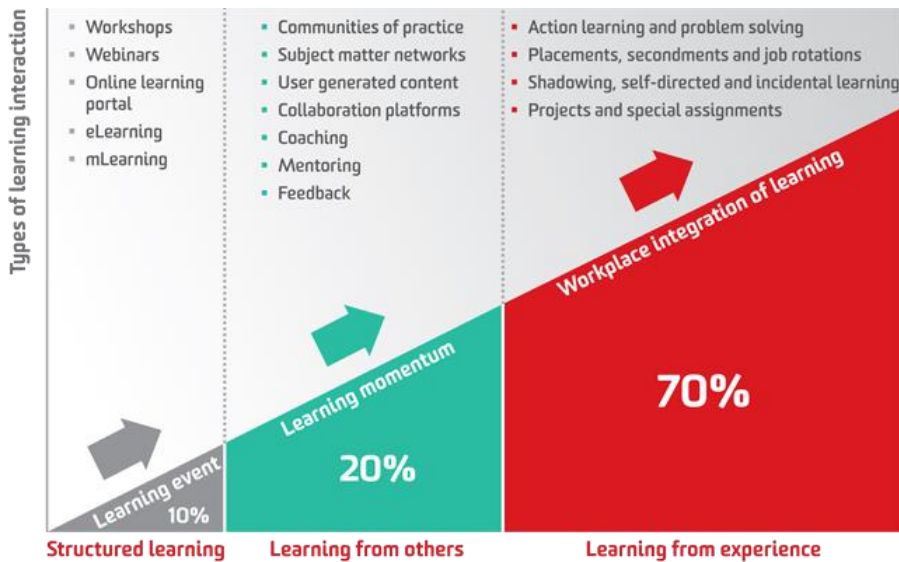 Types of learning interaction
Workshops
Webinars
Online learning
portal
eLearning
mLearning
Communities of practice
Subject matter networks
User generated content
Collaboration platforms
Coaching
Mentoring
Feedback
Action learning and problem solving
Placements, secondments and job rotations
Shadowing, self-directed and incidental learning
Projects and special assignments
Learning event
10%
Learning momentum
20%
Workplace integration of learning
70%
Structured learning
Learning from others
Learning from experience